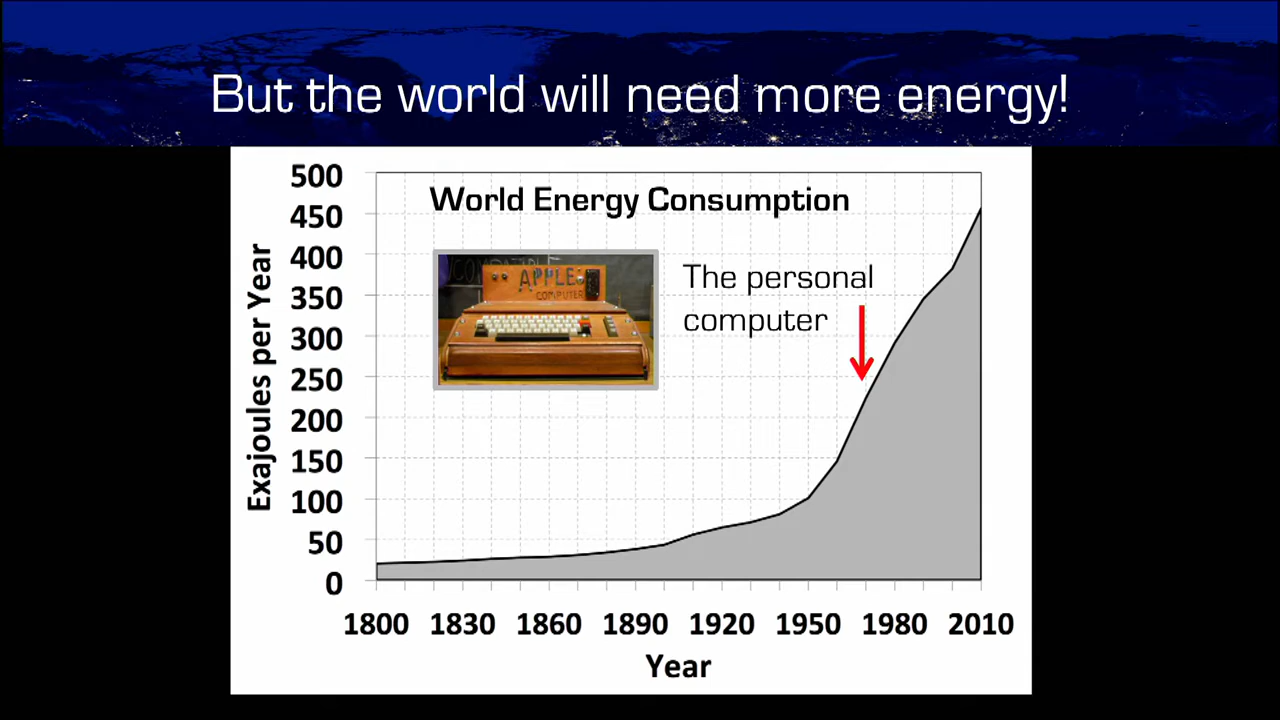 But the world will need more energy!
World Energy Consumption
The personal
computer
APPLE
COMPUTER
Exajoules per Year
500
450
400
350
300
250
200
150
100
50
0
1800 1830 1860 1890 1920 1950 1980 2010
Year